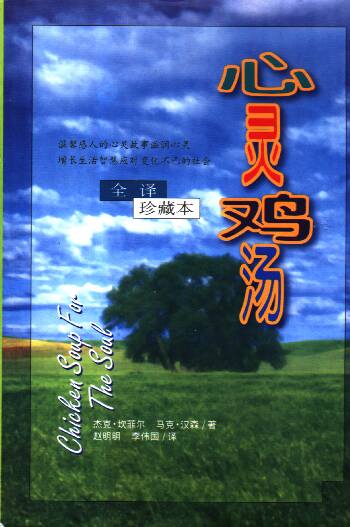 心灵鸡汤
温馨感人的心灵故事滋润心灵
增长生活智慧应对变化不已的社会
全译
珍藏本
Chicken Soup For
The Soul
杰克·坎菲尔 马克·汉森/著
赵明明 李伟国/译